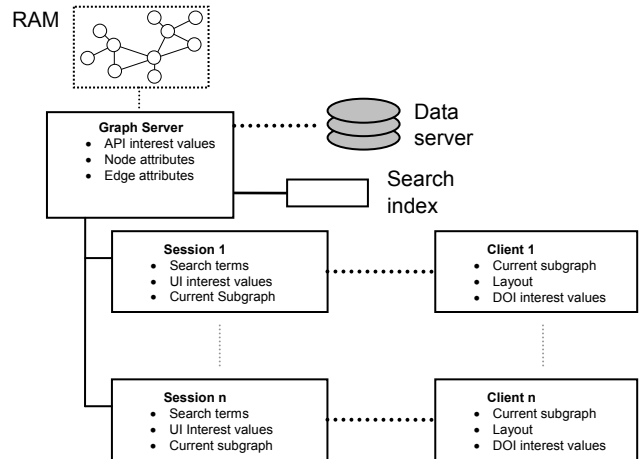 RAM
Graph Server
• API interest values
• Node attributes
• Edge attributes
Data
server
Search
index
Session 1
• Search terms
• UI interest values
• Current Subgraph
Client 1
• Current subgraph
• Layout
• DOI interest values
Session n
• Search terms
• UI Interest values
• Current subgraph
Client n
• Current subgraph
• Layout
• DOI interest values